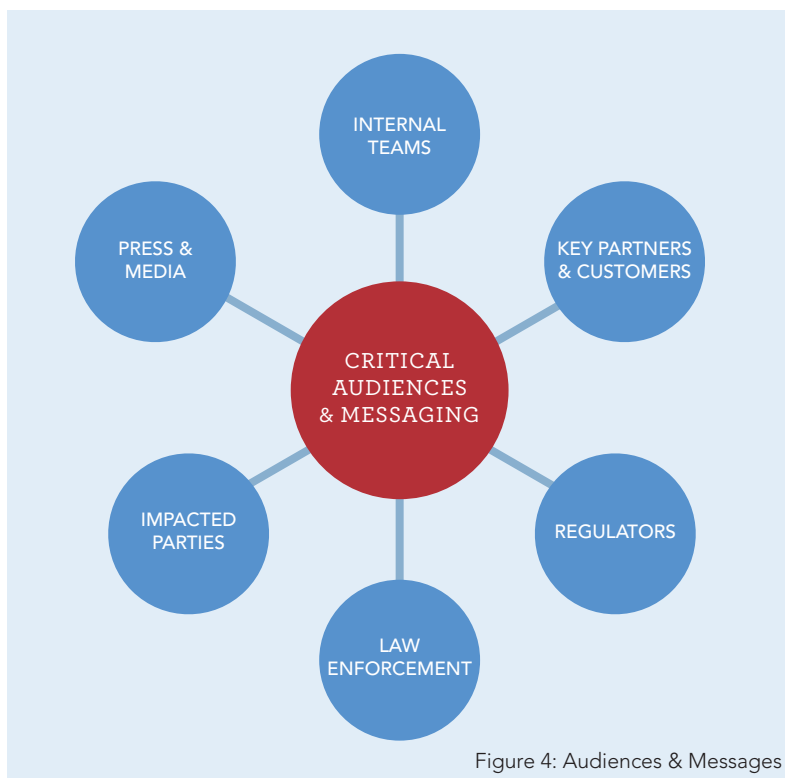 INTERNAL
TEAMS
PRESS &
MEDIA
KEY PARTNERS
& CUSTOMERS
CRITICAL
AUDIENCES
& MESSAGING
IMPACTED
PARTIES
REGULATORS
LAW
ENFORCEMENT
Figure 4: Audiences & Messages